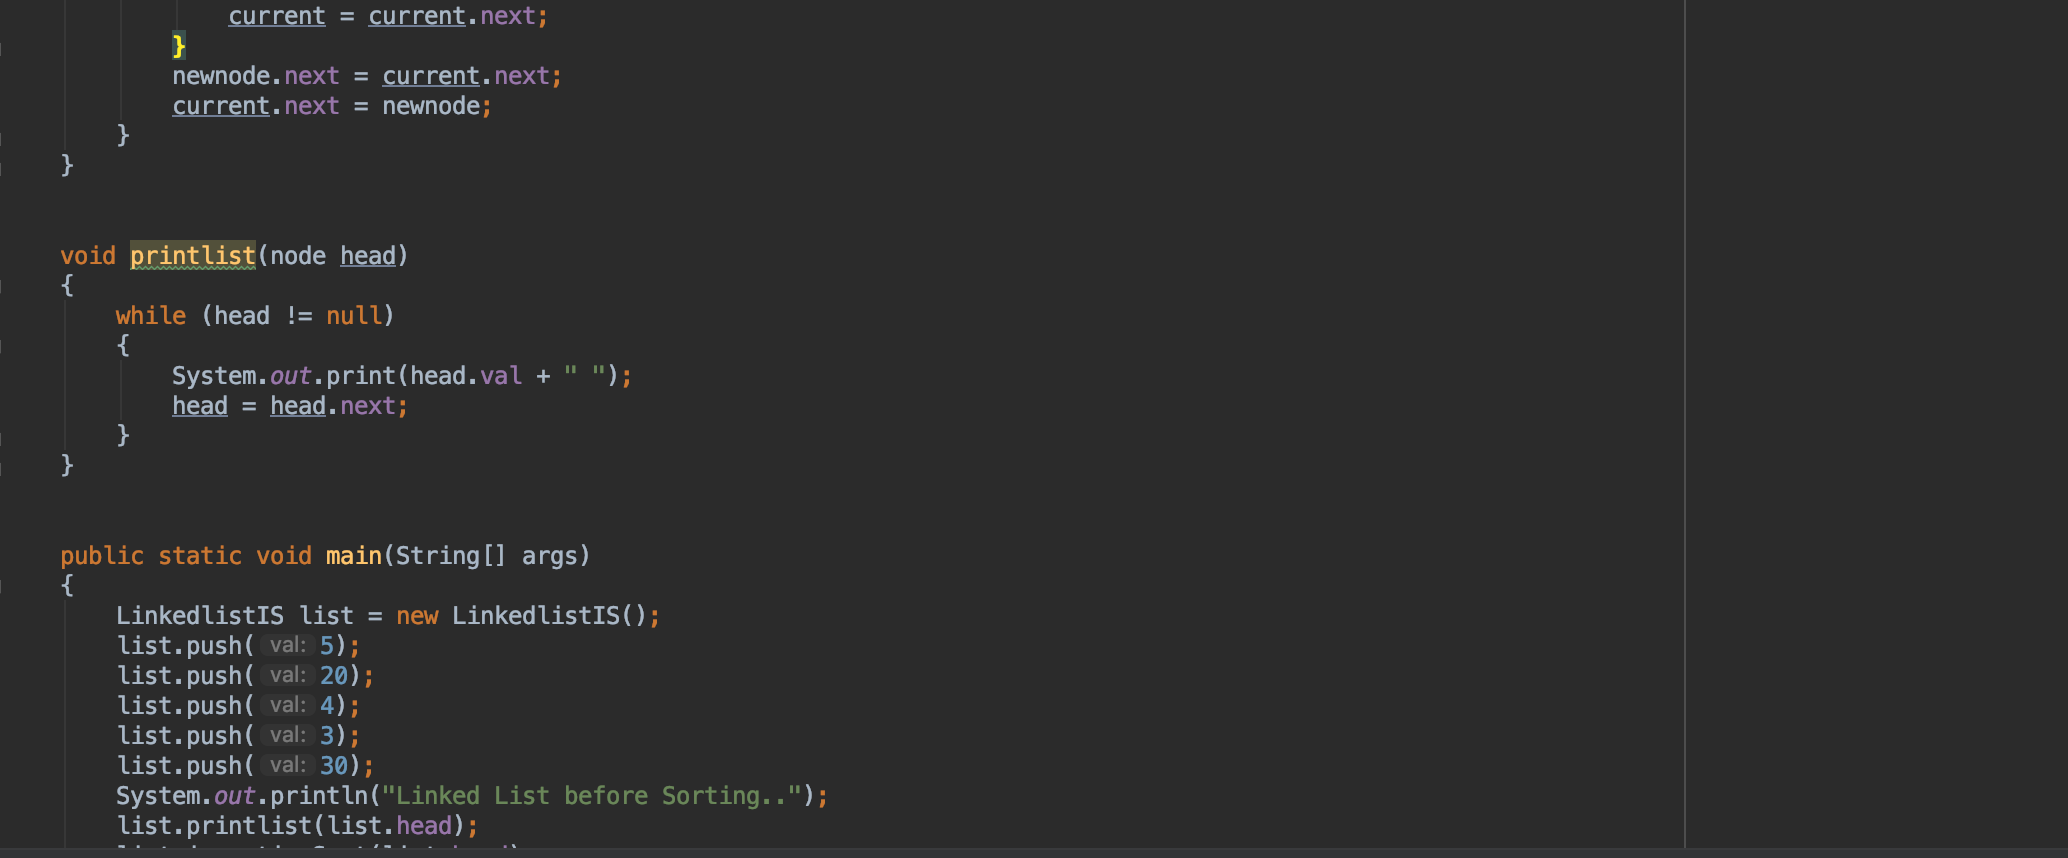 current = current.next;
}
newnode.next = current.next;
current.next = newnode;
}
}
void printlist(node head)
{
while (head != null)
{
System.out.print(head.val + " ");
head = head.next;
}
}
public static void main(String[] args)
{
LinkedlistIS list = new LinkedlistIS();
list.push( val: 5);
list.push( val: 20);
list.push( val: 4);
list.push( val: 3);
list.push( val: 30);
System.out.println("Linked List before Sorting..");
list.printlist(list.head);